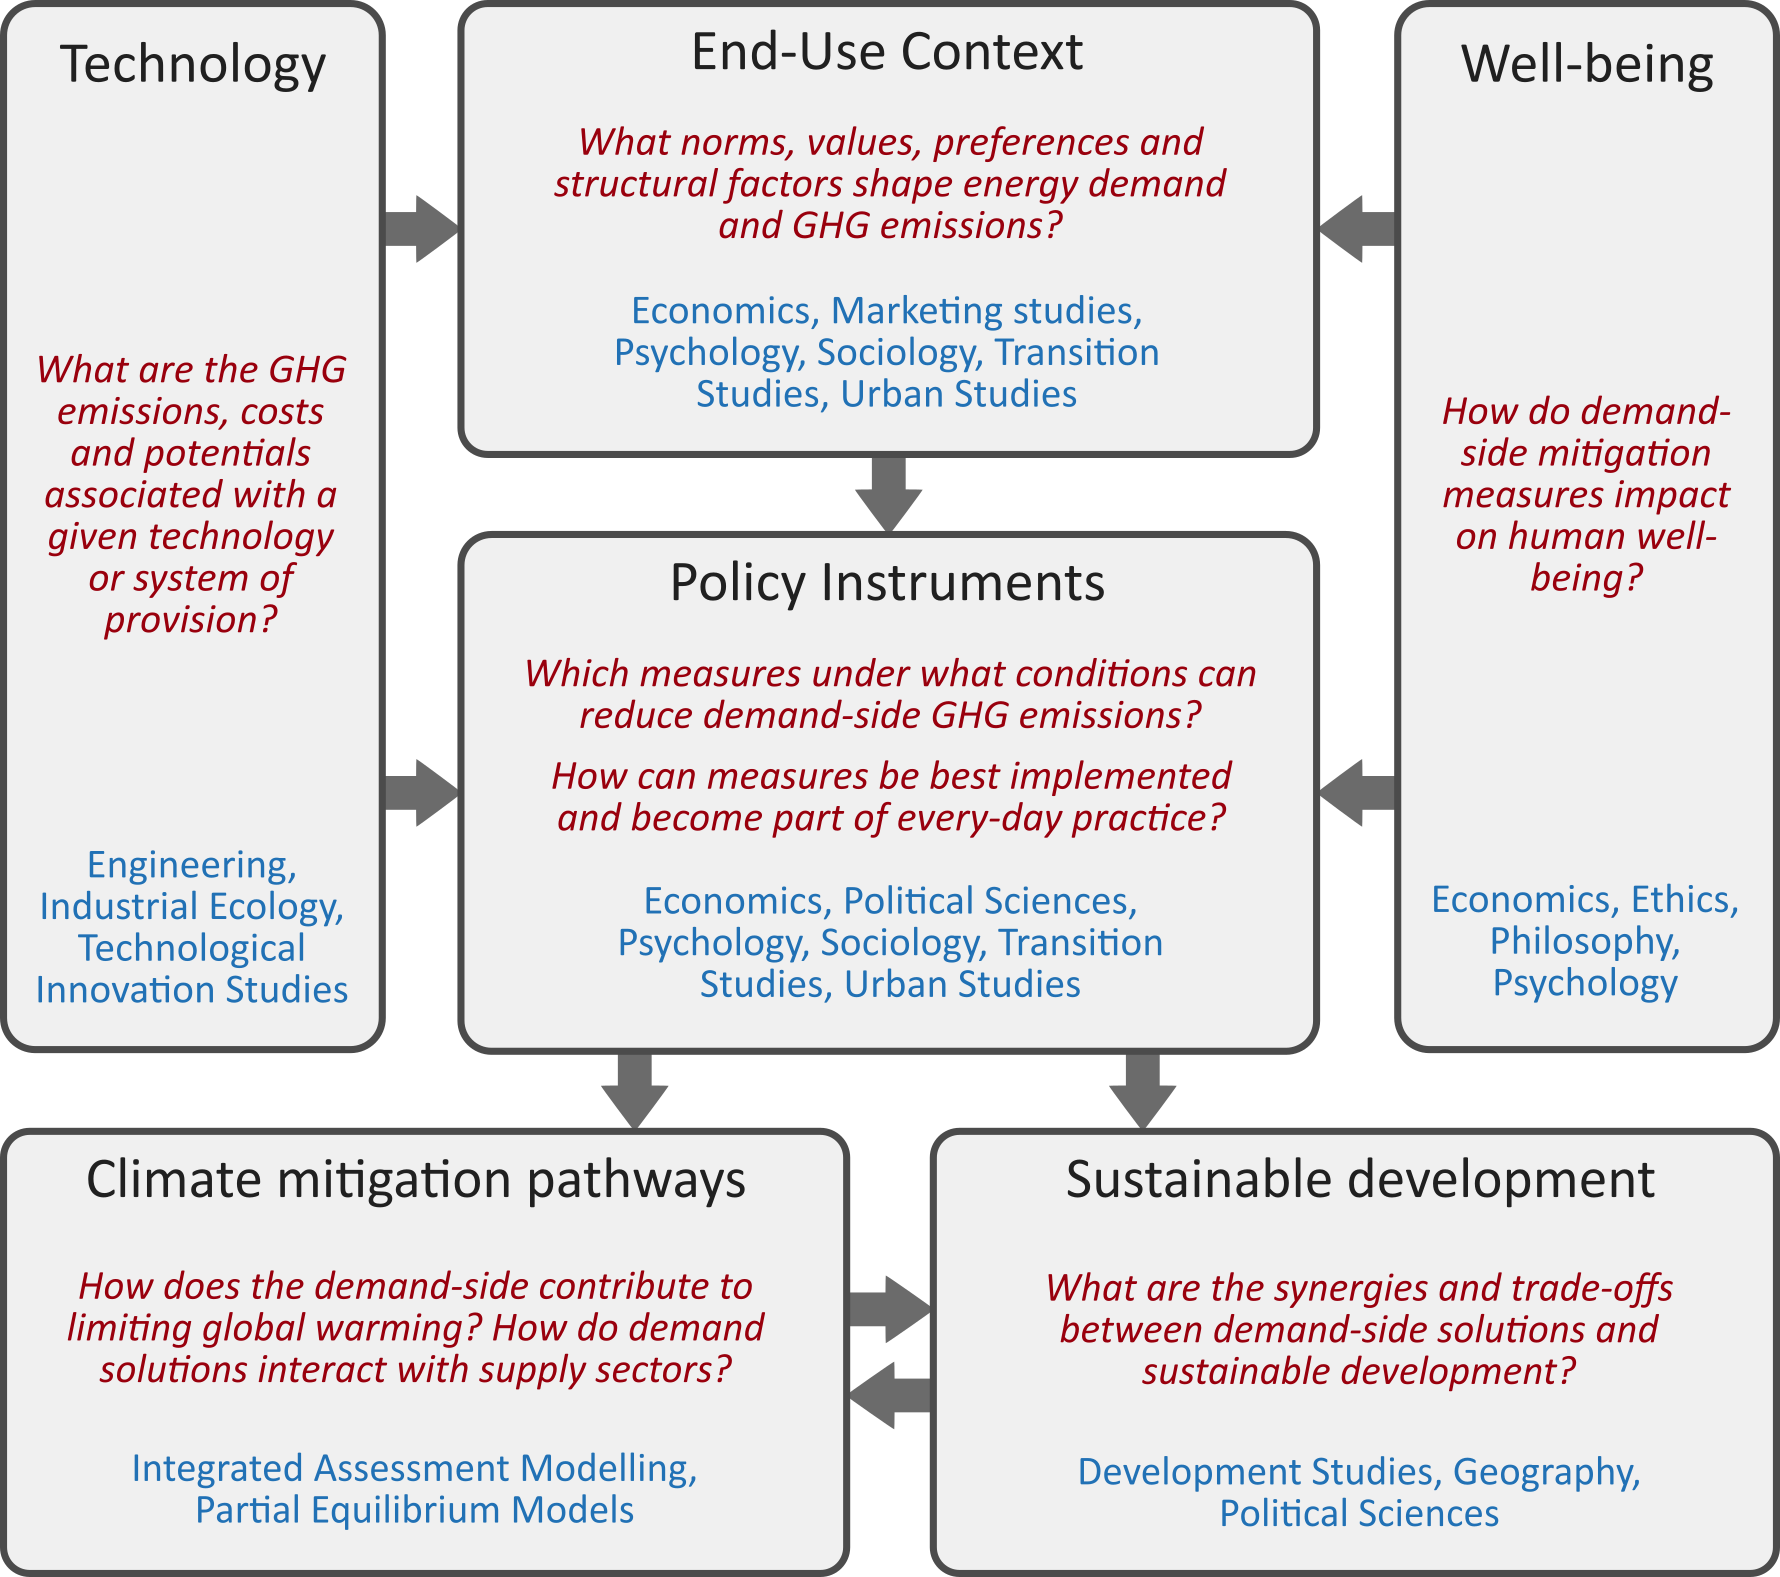 Technology
What are the GHG
emissions, costs
and potentials
associated with a
given technology
or system of
provision?
Engineering,
Industrial Ecology,
Technological
Innovation Studies
End-Use Context
What norms, values, preferences and
structural factors shape energy demand
and GHG emissions?
Economics, Marketing studies,
Psychology, Sociology, Transition
Studies, Urban Studies
Well-being
How do demand-
side mitigation
measures impact
on human well-
being?
Economics, Ethics,
Philosophy,
Psychology
Policy Instruments
Which measures under what conditions can
reduce demand-side GHG emissions?
How can measures be best implemented
and become part of every-day practice?
Economics, Political Sciences,
Psychology, Sociology, Transition
Studies, Urban Studies
Climate mitigation pathways
How does the demand-side contribute to
limiting global warming? How do demand
solutions interact with supply sectors?
Integrated Assessment Modelling,
Partial Equilibrium Models
Sustainable development
What are the synergies and trade-offs
between demand-side solutions and
sustainable development?
Development Studies, Geography,
Political Sciences